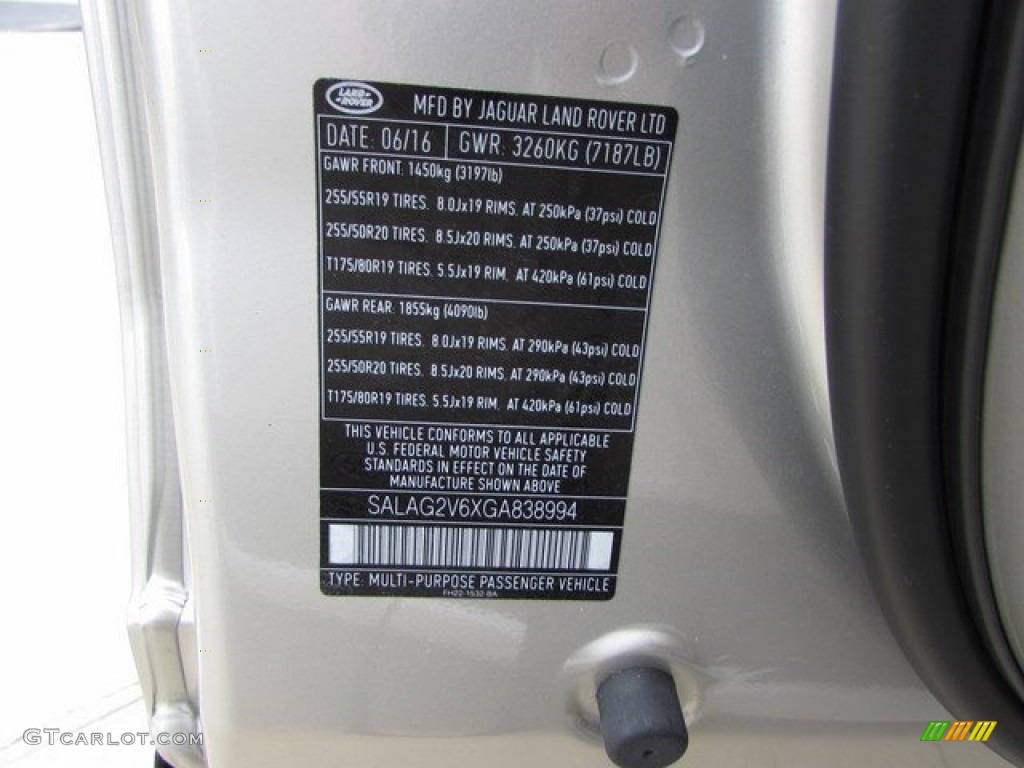 LAND ROVER
MFD BY JAGUAR LAND ROVER LTD
DATE: 06/16 GWR: 3260KG (7187LB)
GAWR FRONT: 1450kg (3197lb)
255/55R19 TIRES. 8.0Jx19 RIMS. AT 250kPa (37psi) COLD
255/50R20 TIRES. 8.5Jx20 RIMS. AT 250kPa (37psi) COLD
T175/80R19 TIRES. 5.5Jx19 RIM. AT 420kPa (61psi) COLD
GAWR REAR: 1855kg (4090lb)
255/55R19 TIRES. 8.0Jx19 RIMS. AT 290kPa (43psi) COLD
255/50R20 TIRES. 8.5Jx20 RIMS. AT 290kPa (43psi) COLD
T175/80R19 TIRES. 5.5Jx19 RIM. AT 420kPa (61psi) COLD
THIS VEHICLE CONFORMS TO ALL APPLICABLE
U.S. FEDERAL MOTOR VEHICLE SAFETY
STANDARDS IN EFFECT ON THE DATE OF
MANUFACTURE SHOWN ABOVE
SALAG2V6XGA838994
TYPE: MULTI-PURPOSE PASSENGER VEHICLE
FH22-1532-BA
GTCARLOT.COM